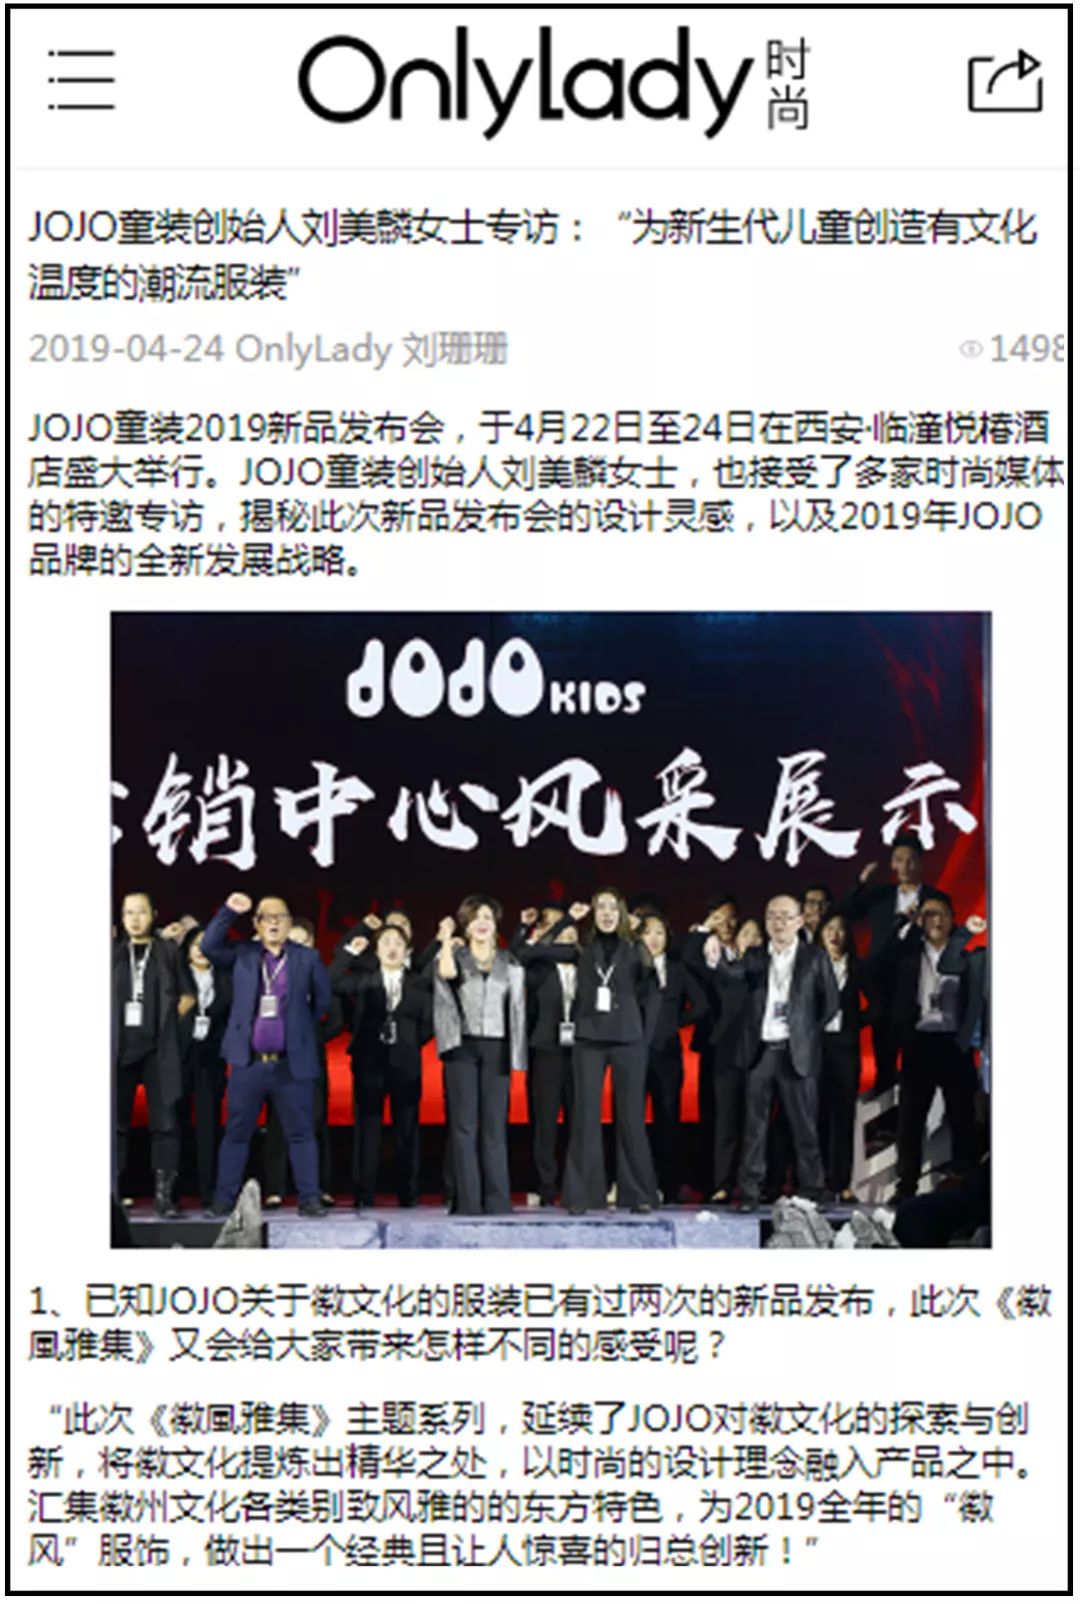 OnlyLady 时尚
JOJO童装创始人刘美麟女士专访：“为新生代儿童创造有文化
温度的潮流服装”
2019-04-24 OnlyLady 刘珊珊 1498
JOJO童装2019新品发布会，于4月22日至24日在西安·临潼悦椿酒
店盛大举行。JOJO童装创始人刘美麟女士，也接受了多家时尚媒体
的特邀专访，揭秘此次新品发布会的设计灵感，以及2019年JOJO
品牌的全新发展战略。
JOJO KIDS
销中心风采展示
1、已知JOJO关于徽文化的服装已有过两次的新品发布，此次《徽
凰雅集》又会给大家带来怎样不同的感受呢？
“此次《徽凰雅集》主题系列，延续了JOJO对徽文化的探索与创
新，将徽文化提炼出精华之处，以时尚的设计理念融入产品之中。
汇集徽州文化各类别致风雅的的东方特色，为2019全年的“徽
风”服饰，做出一个经典且让人惊喜的归总创新！”